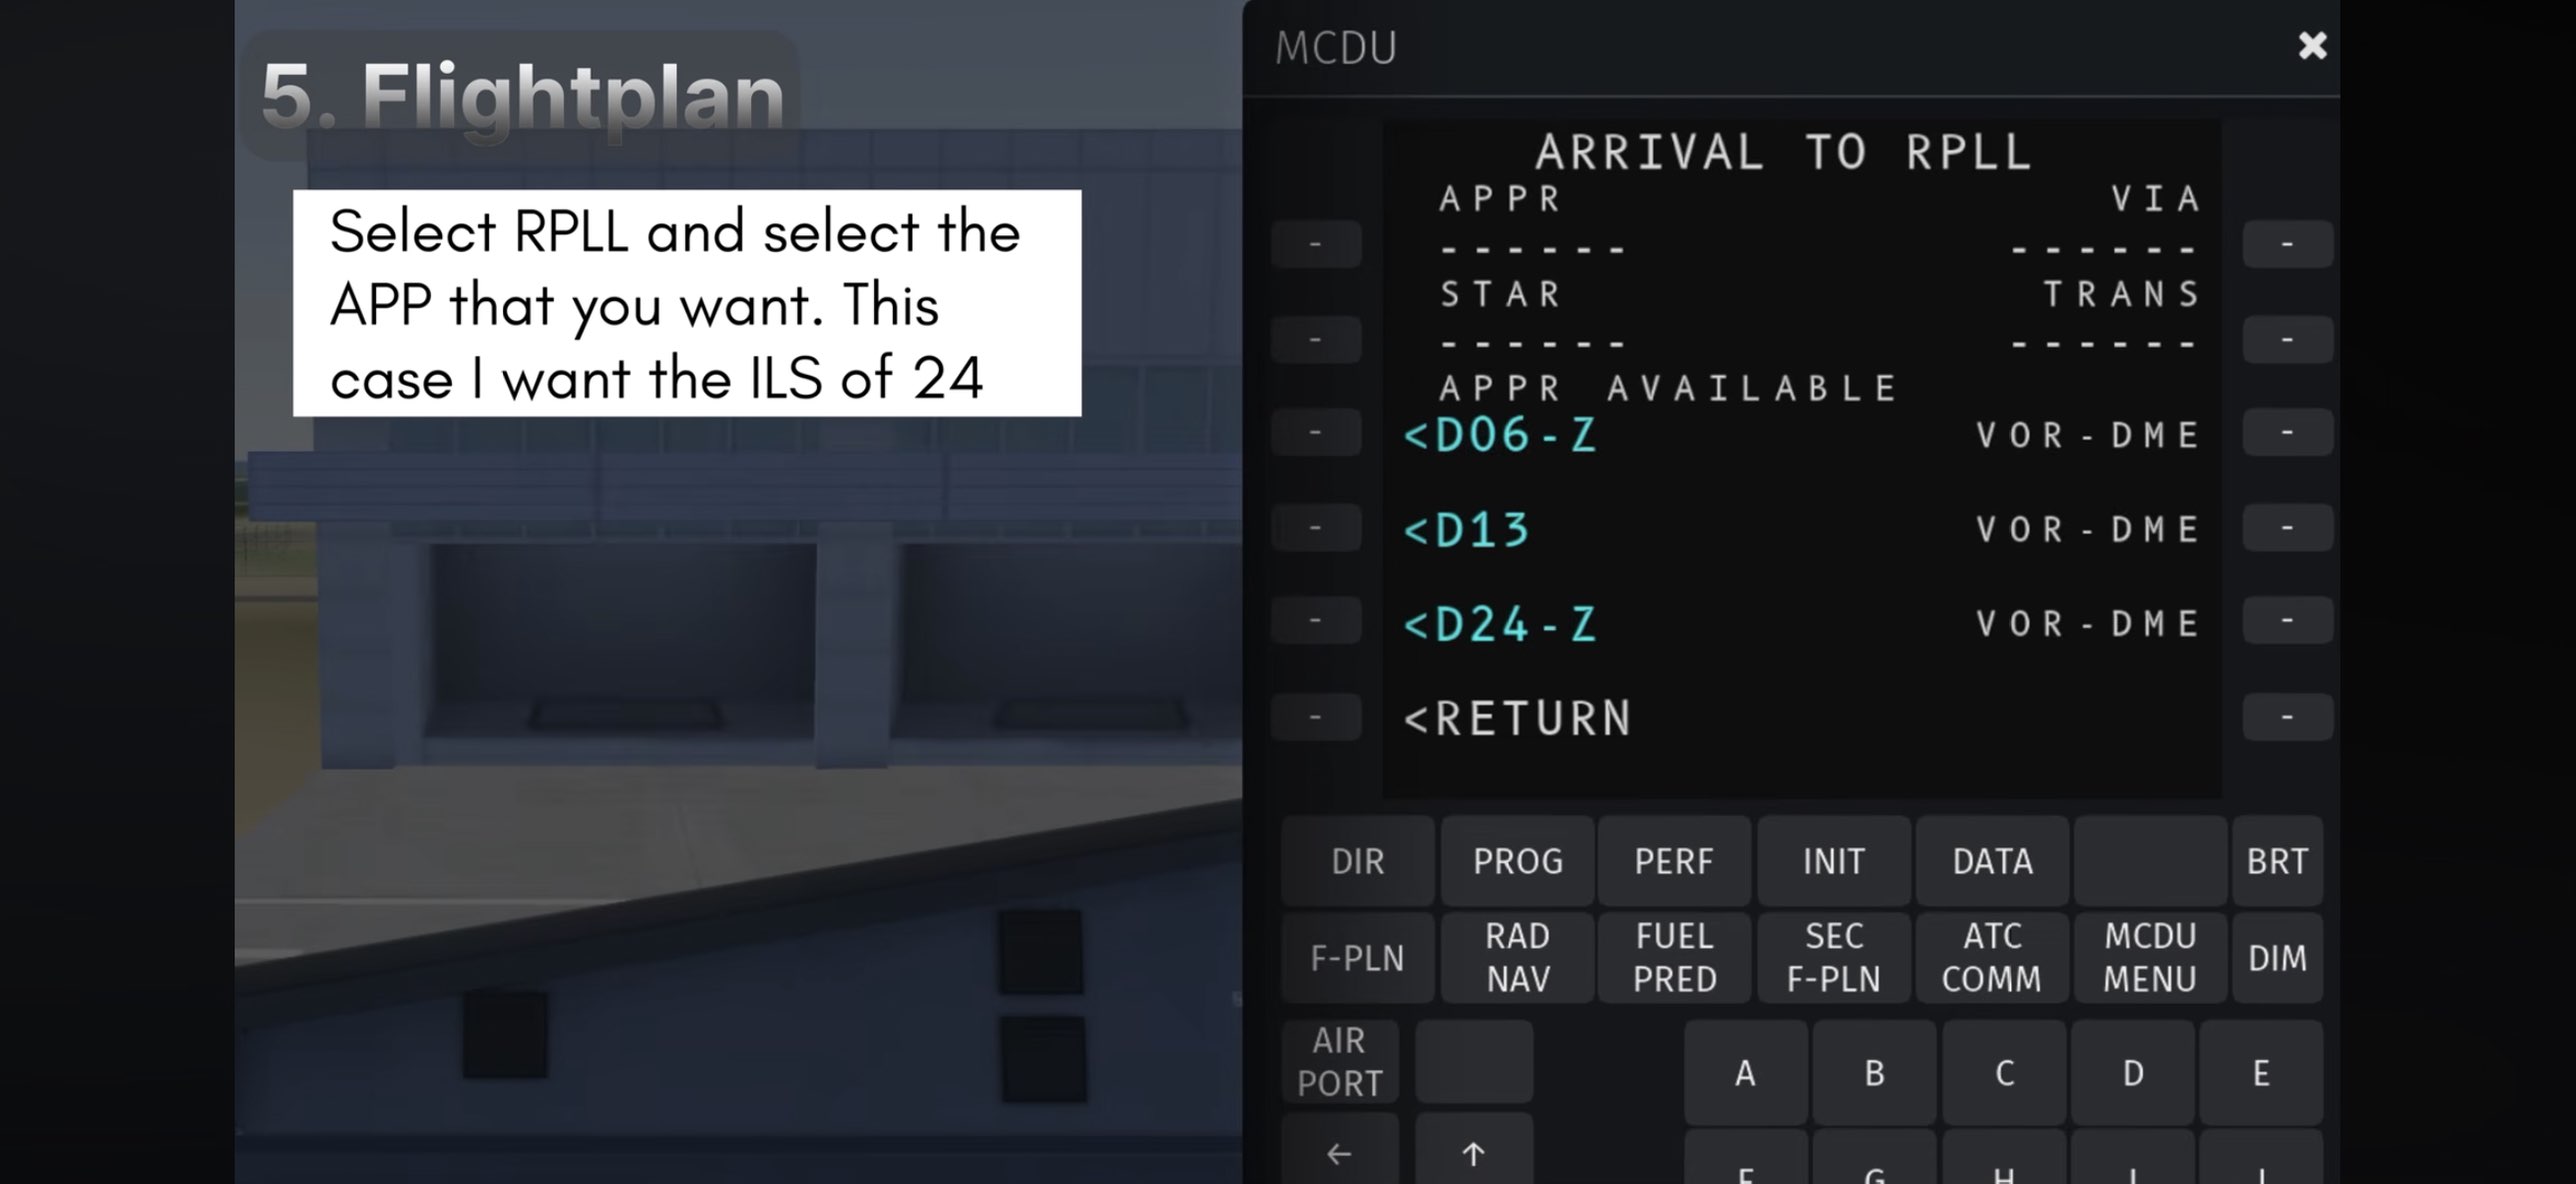 5. Flightplan
Select RPLL and select the
APP that you want. This
case I want the ILS of 24
MCDU ✖
ARRIVAL TO RPLL
APPR VIA
- ------ ------ -
STAR TRANS
- ------ ------ -
APPR AVAILABLE
- <D06-Z VOR-DME -
- <D13 VOR-DME -
- <D24-Z VOR-DME -
- <RETURN -
DIR PROG PERF INIT DATA BRT
F-PLN RAD NAV FUEL PRED SEC F-PLN ATC COMM MCDU MENU DIM
AIR PORT A B C D E
← ↑ F G H